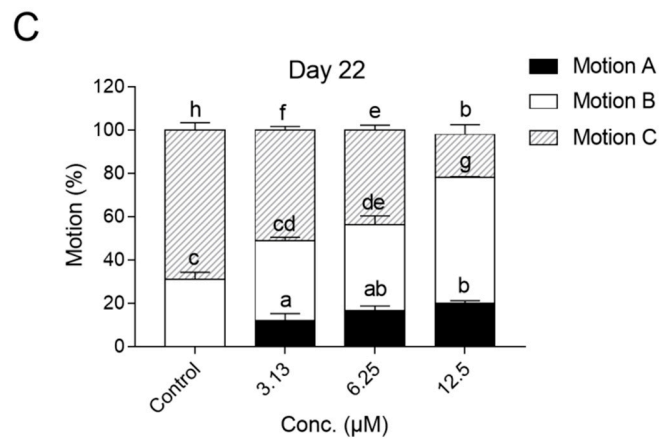 C
Day 22
Motion A
Motion B
Motion C
120
100
80
60
40
20
0
Motion (%)
h
f
e
b
c
cd
de
g
a
ab
b
Control
3.13
6.25
12.5
Conc. (µM)